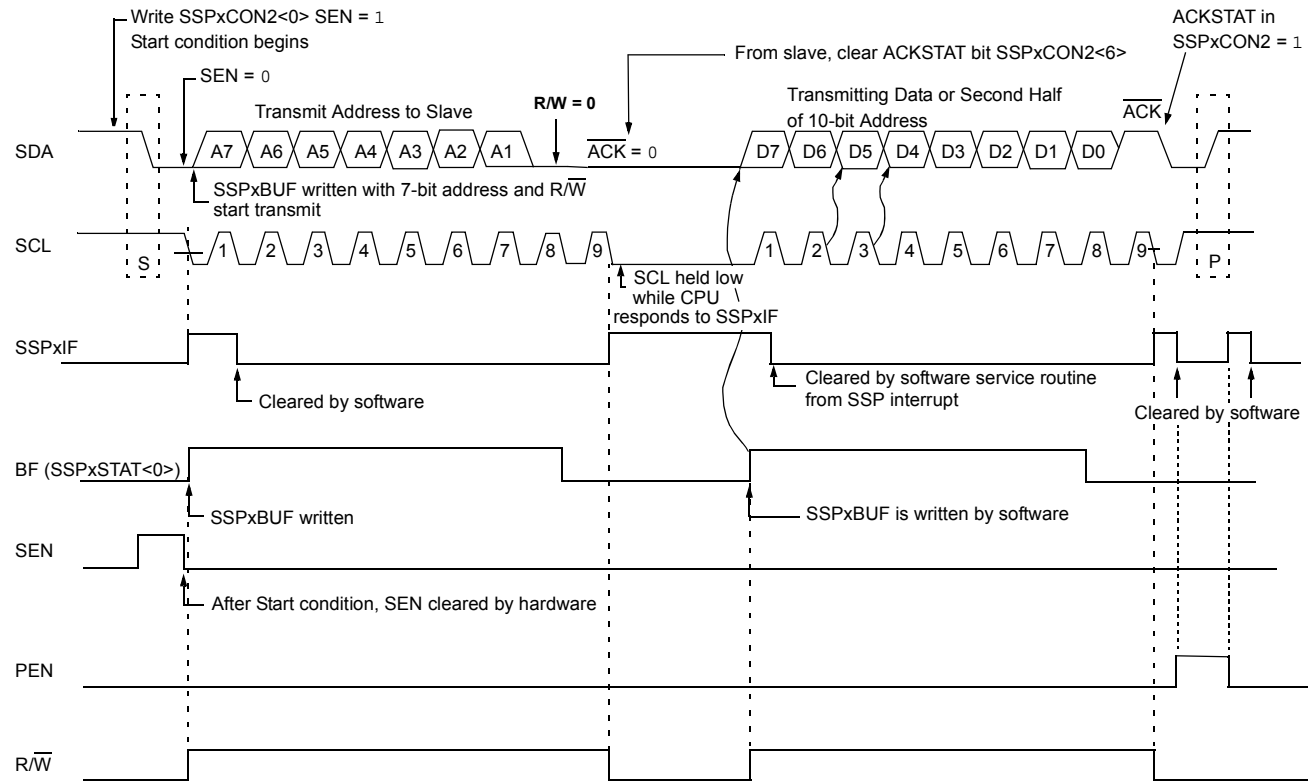 Write SSPxCON2<0> SEN = 1
Start condition begins
ACKSTAT in
SSPxCON2 = 1
From slave, clear ACKSTAT bit SSPxCON2<6>
SEN = 0
Transmit Address to Slave
R/W = 0
Transmitting Data or Second Half
of 10-bit Address
ACK
SDA
A7 A6 A5 A4 A3 A2 A1
ACK = 0
D7 D6 D5 D4 D3 D2 D1 D0
SSPxBUF written with 7-bit address and R/W
start transmit
SCL
S
1 2 3 4 5 6 7 8 9
1 2 3 4 5 6 7 8 9
P
SCL held low
while CPU
responds to SSPxIF
SSPxIF
Cleared by software
Cleared by software service routine
from SSP interrupt
Cleared by software
BF (SSPxSTAT<0>)
SSPxBUF written
SSPxBUF is written by software
SEN
After Start condition, SEN cleared by hardware
PEN
R/W